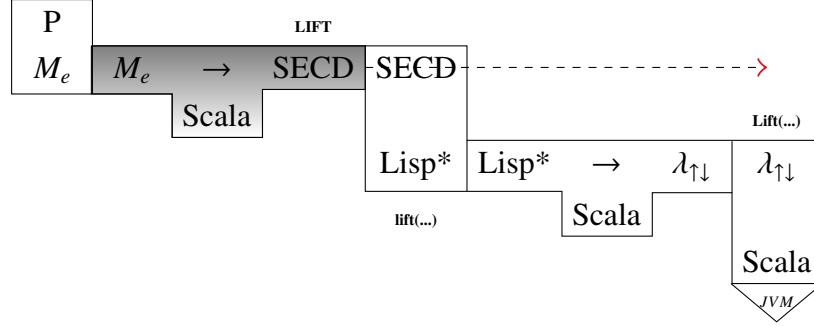 P
LIFT
M_e M_e → SECD SECD
Scala
Lift(...)
Lisp* Lisp* → λ↑↓ λ↑↓
lift(...)
Scala
Scala
JVM